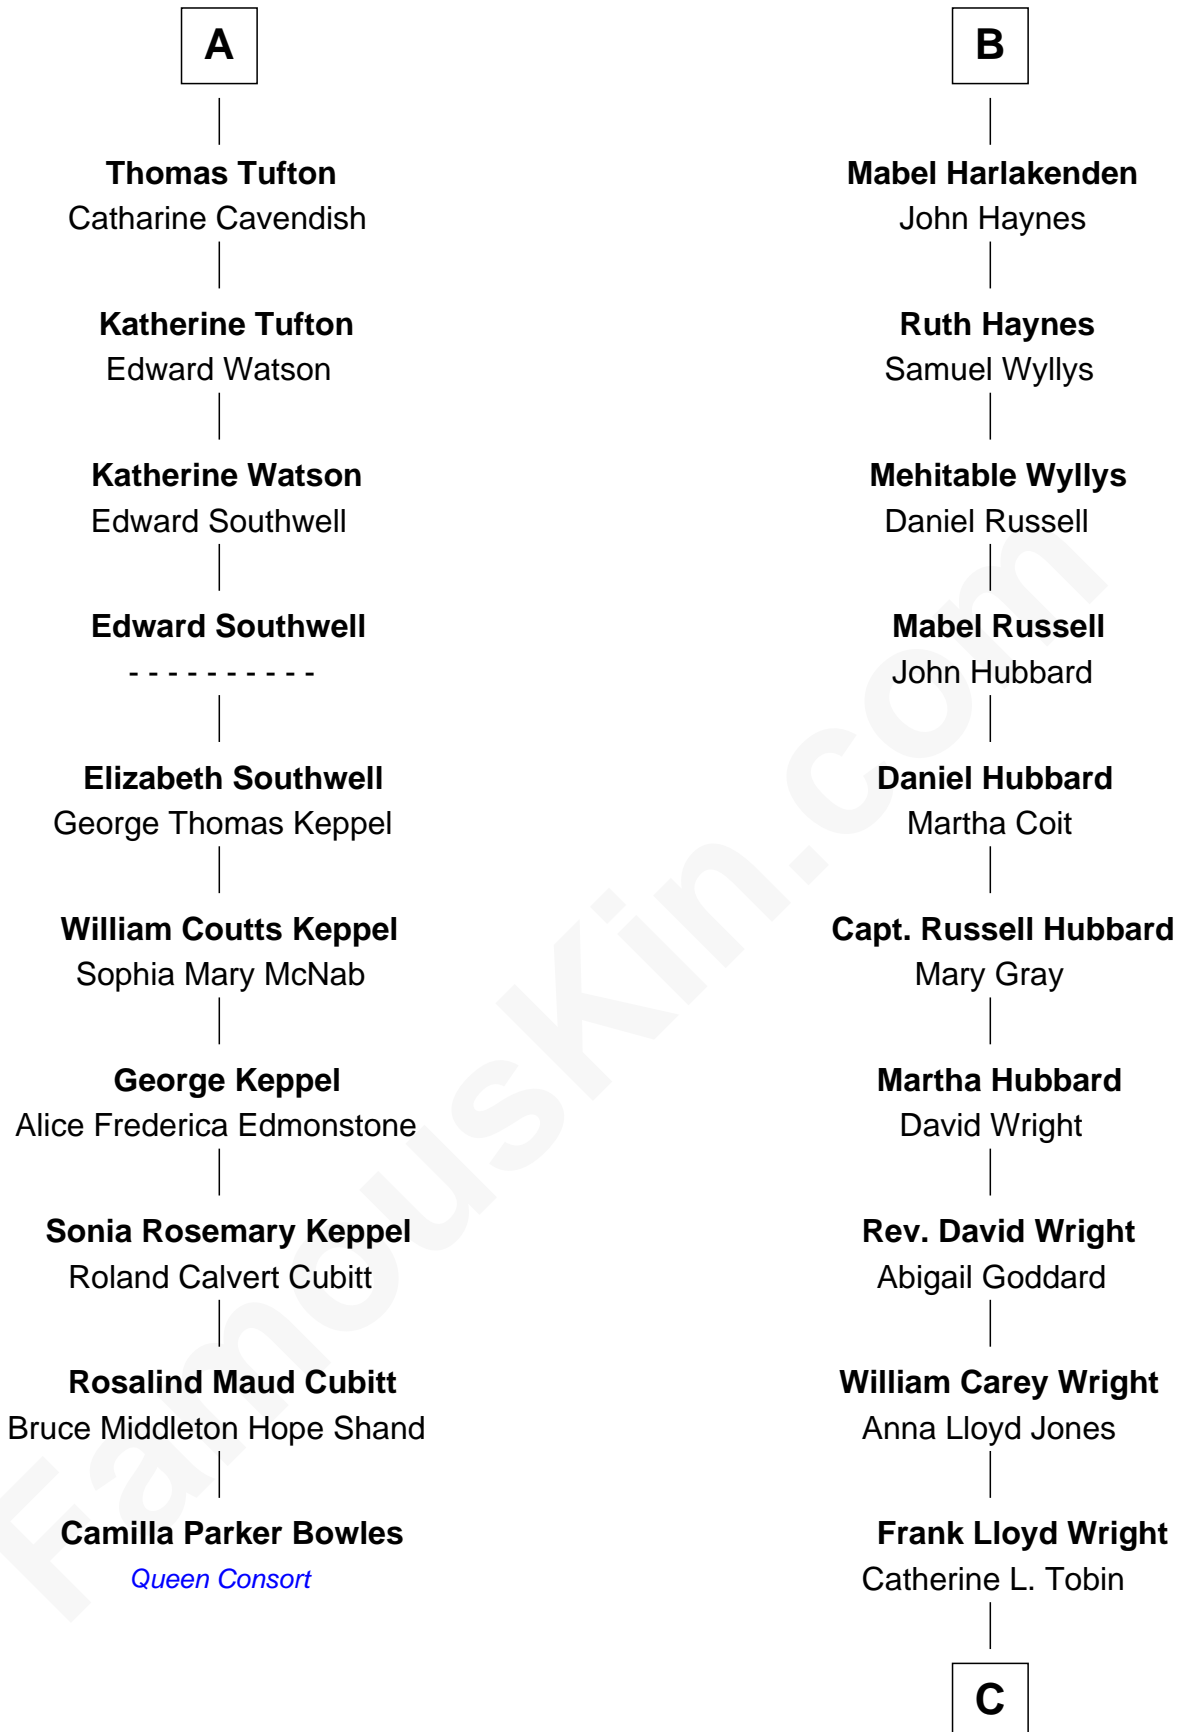 A
Thomas Tufton
Catharine Cavendish
Katherine Tufton
Edward Watson
Katherine Watson
Edward Southwell
Edward Southwell
- - - - - - - - - -
Elizabeth Southwell
George Thomas Keppel
William Coutts Keppel
Sophia Mary McNab
George Keppel
Alice Frederica Edmonstone
Sonia Rosemary Keppel
Roland Calvert Cubitt
Rosalind Maud Cubitt
Bruce Middleton Hope Shand
Camilla Parker Bowles
Queen Consort
B
Mabel Harlakenden
John Haynes
Ruth Haynes
Samuel Wyllys
Mehitable Wyllys
Daniel Russell
Mabel Russell
John Hubbard
Daniel Hubbard
Martha Coit
Capt. Russell Hubbard
Mary Gray
Martha Hubbard
David Wright
Rev. David Wright
Abigail Goddard
William Carey Wright
Anna Lloyd Jones
Frank Lloyd Wright
Catherine L. Tobin
C
FamousKin.com